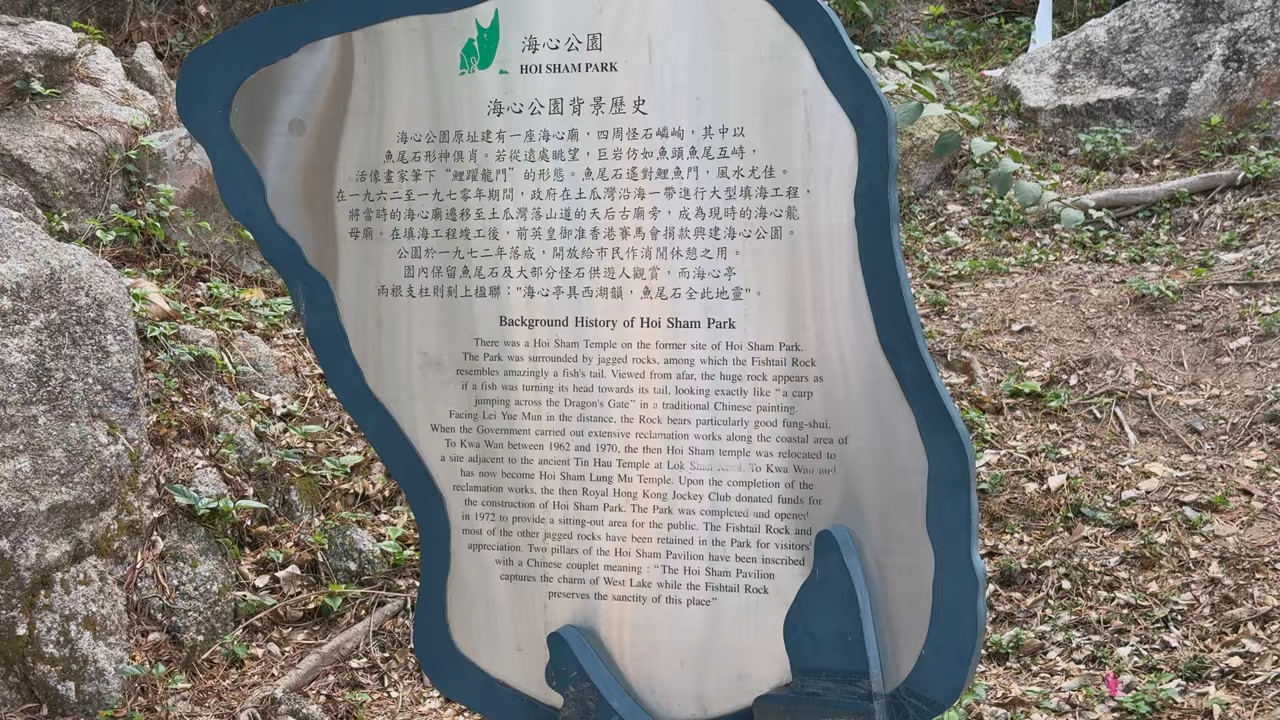 海心公園
HOI SHAM PARK
海心公園背景歷史
海心公園原址建有一座海心廟，四周怪石嶙峋，其中以
魚尾石形神俱肖。若從遠處眺望，巨岩仿如魚頭魚尾互峙，
活像畫家筆下“鯉躍龍門”的形態。魚尾石遙對鯉魚門，風水尤佳。
在一九六二至一九七零年期間，政府在土瓜灣沿海一帶進行大型填海工程，
將當時的海心廟遷移至土瓜灣落山道的天后古廟旁，成為現時的海心龍
母廟。在填海工程竣工後，前英皇御准香港賽馬會捐款興建海心公園。
公園於一九七二年落成，開放給市民作消閒休憩之用。
園內保留魚尾石及大部分怪石供遊人觀賞，而海心亭
兩根支柱則刻上楹聯："海心亭具西湖韻，魚尾石全此地靈"。
Background History of Hoi Sham Park
There was a Hoi Sham Temple on the former site of Hoi Sham Park.
The Park was surrounded by jagged rocks, among which the Fishtail Rock
resembles amazingly a fish's tail. Viewed from afar, the huge rock appears as
if a fish was turning its head towards its tail, looking exactly like “a carp
jumping across the Dragon's Gate” in a traditional Chinese painting.
Facing Lei Yue Mun in the distance, the Rock bears particularly good fung-shui.
When the Government carried out extensive reclamation works along the coastal area of
To Kwa Wan between 1962 and 1970, the then Hoi Sham temple was relocated to
a site adjacent to the ancient Tin Hau Temple at Lok Shan Road, To Kwa Wan and
has now become Hoi Sham Lung Mu Temple. Upon the completion of the
reclamation works, the then Royal Hong Kong Jockey Club donated funds for
the construction of Hoi Sham Park. The Park was completed and opened
in 1972 to provide a sitting-out area for the public. The Fishtail Rock and
most of the other jagged rocks have been retained in the Park for visitors'
appreciation. Two pillars of the Hoi Sham Pavilion have been inscribed
with a Chinese couplet meaning : “The Hoi Sham Pavilion
captures the charm of West Lake while the Fishtail Rock
preserves the sanctity of this place”